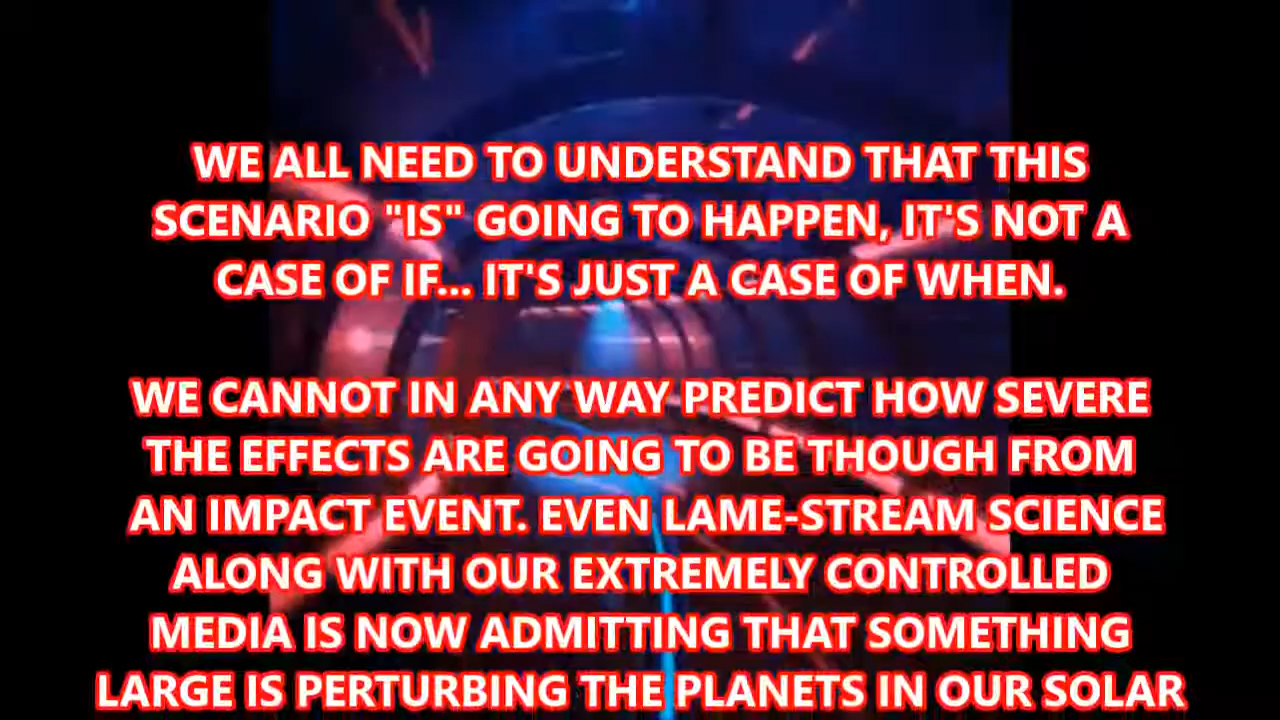 WE ALL NEED TO UNDERSTAND THAT THIS
SCENARIO "IS" GOING TO HAPPEN, IT'S NOT A
CASE OF IF... IT'S JUST A CASE OF WHEN.
WE CANNOT IN ANY WAY PREDICT HOW SEVERE
THE EFFECTS ARE GOING TO BE THOUGH FROM
AN IMPACT EVENT. EVEN LAME-STREAM SCIENCE
ALONG WITH OUR EXTREMELY CONTROLLED
MEDIA IS NOW ADMITTING THAT SOMETHING
LARGE IS PERTURBING THE PLANETS IN OUR SOLAR